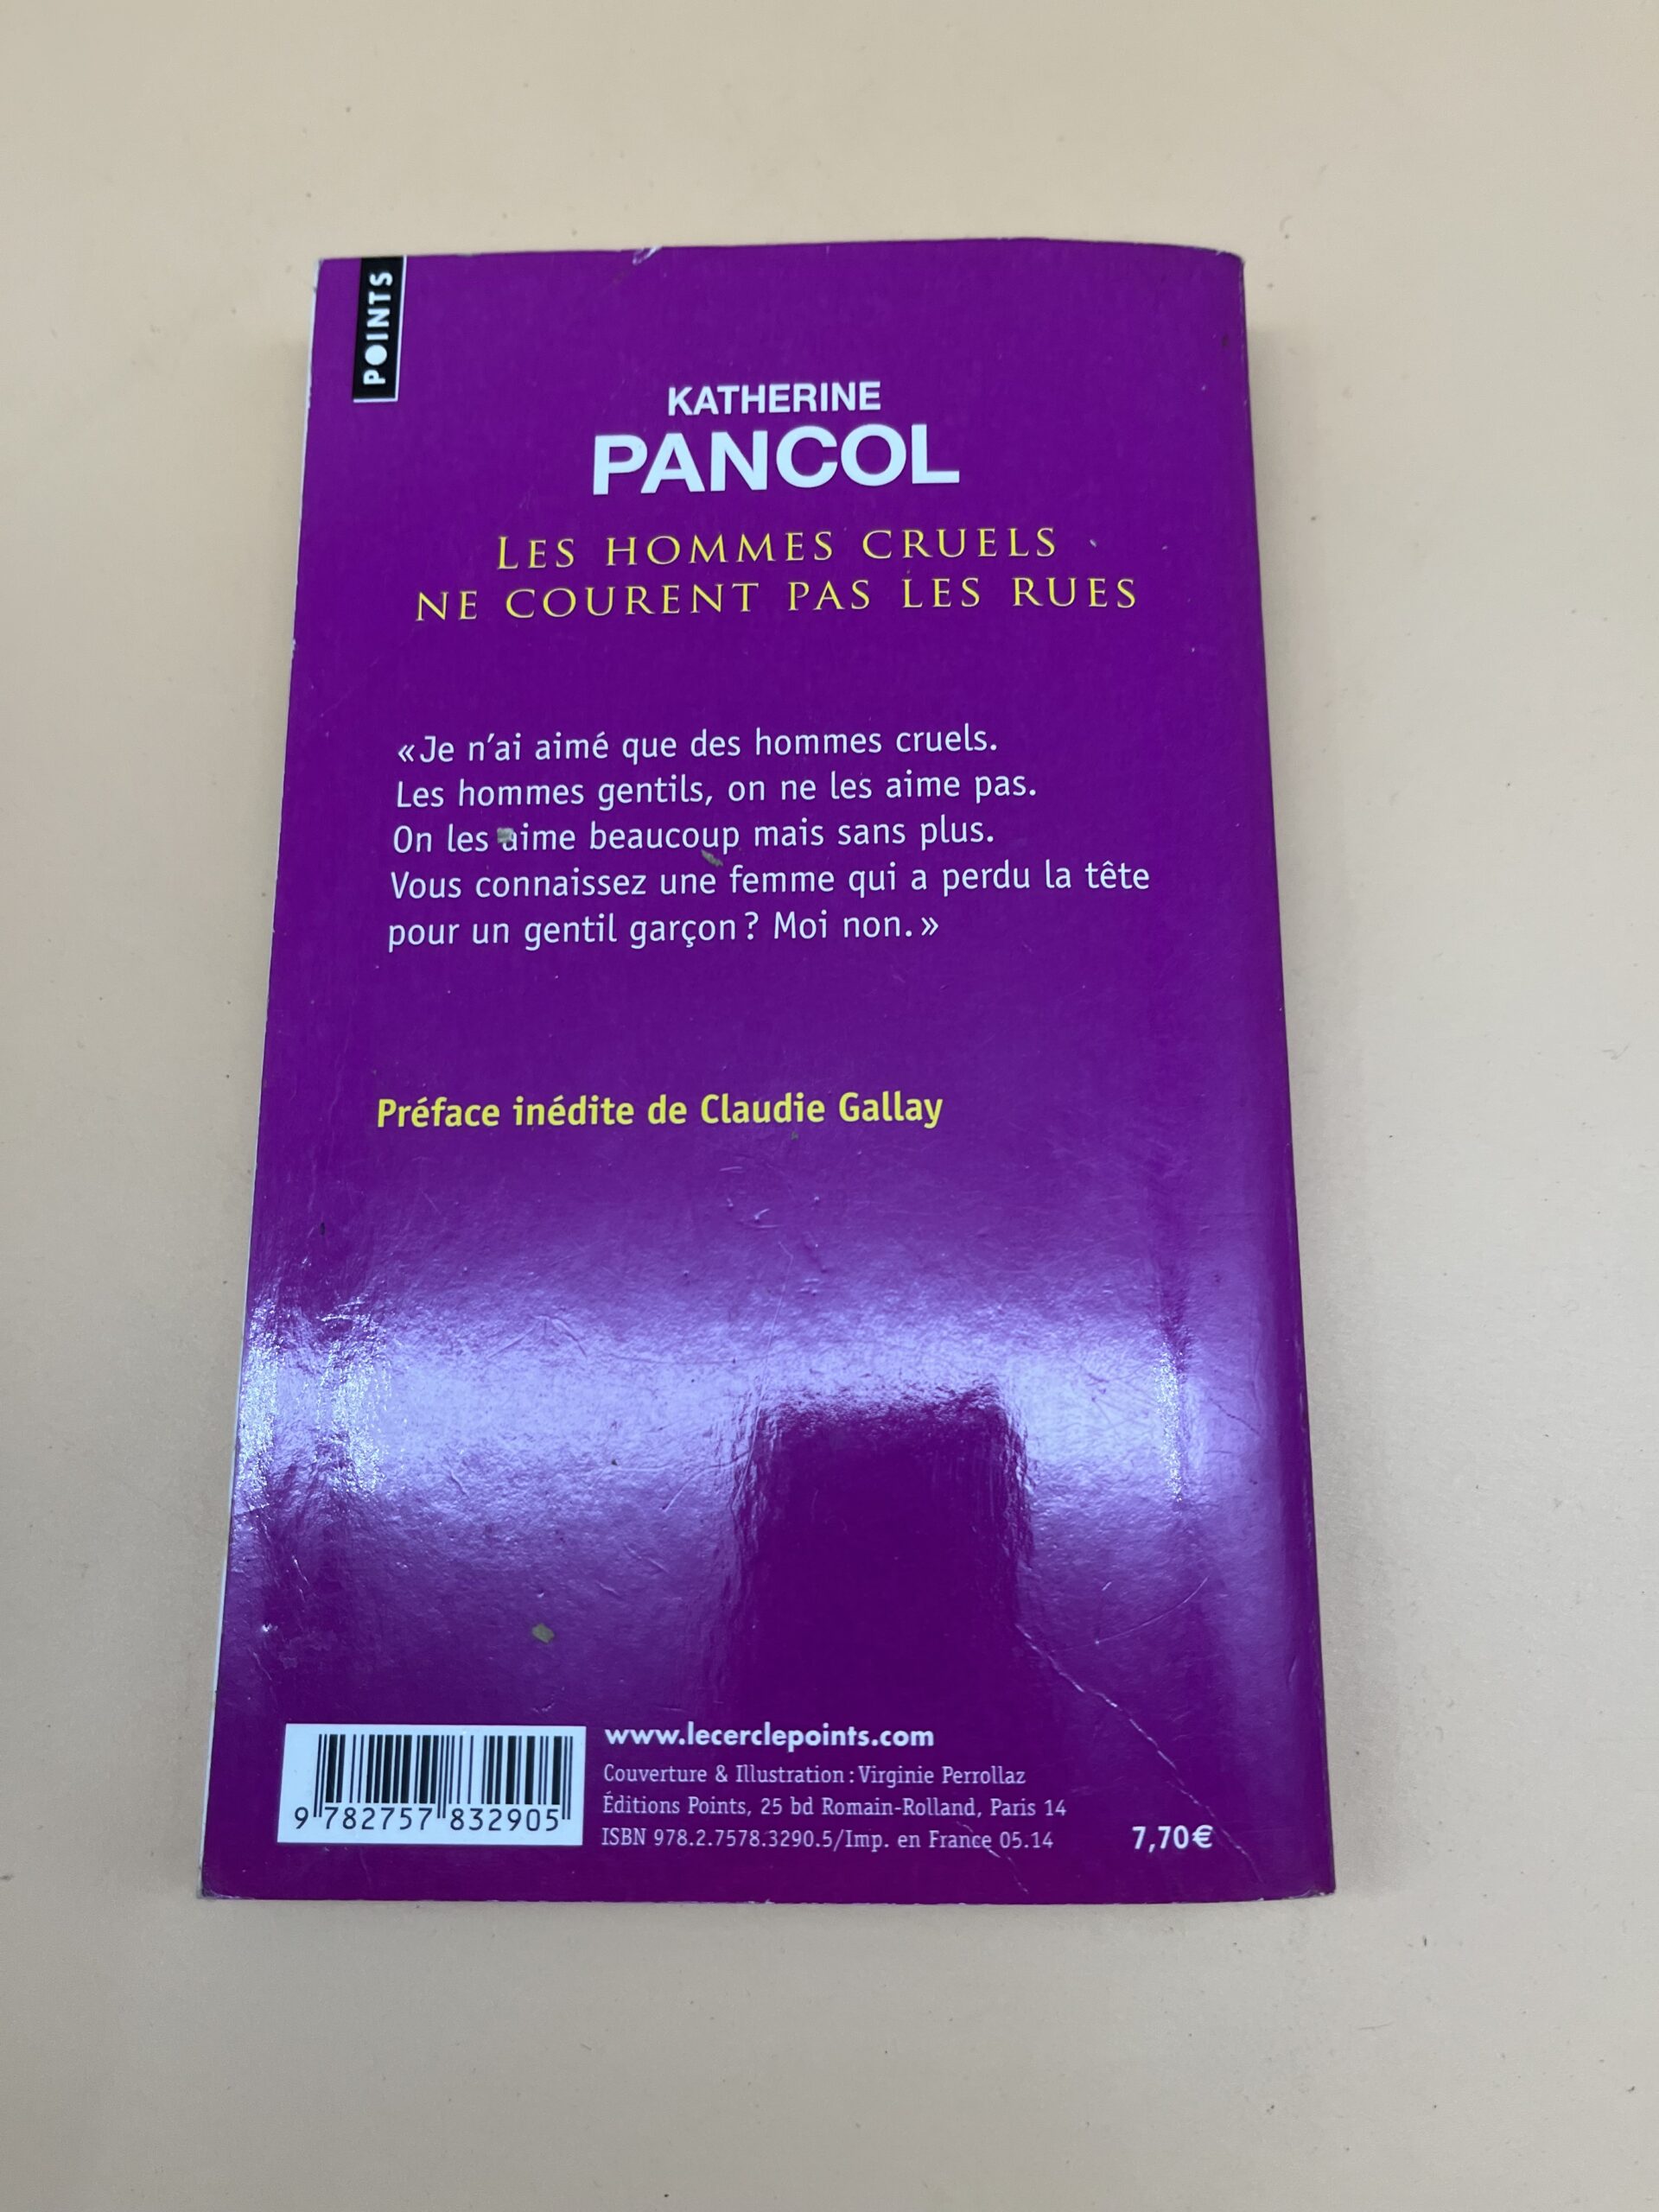 POINTS
KATHERINE
PANCOL
LES HOMMES CRUELS
NE COURENT PAS LES RUES
«Je n’ai aimé que des hommes cruels.
Les hommes gentils, on ne les aime pas.
On les aime beaucoup mais sans plus.
Vous connaissez une femme qui a perdu la tête
pour un gentil garçon? Moi non.»
Préface inédite de Claudie Gallay
www.lecerclepoints.com
Couverture & Illustration : Virginie Perrollaz
Éditions Points, 25 bd Romain-Rolland, Paris 14
ISBN 978.2.7578.3290.5/Imp. en France 05.14
7,70€
9 782757 832905